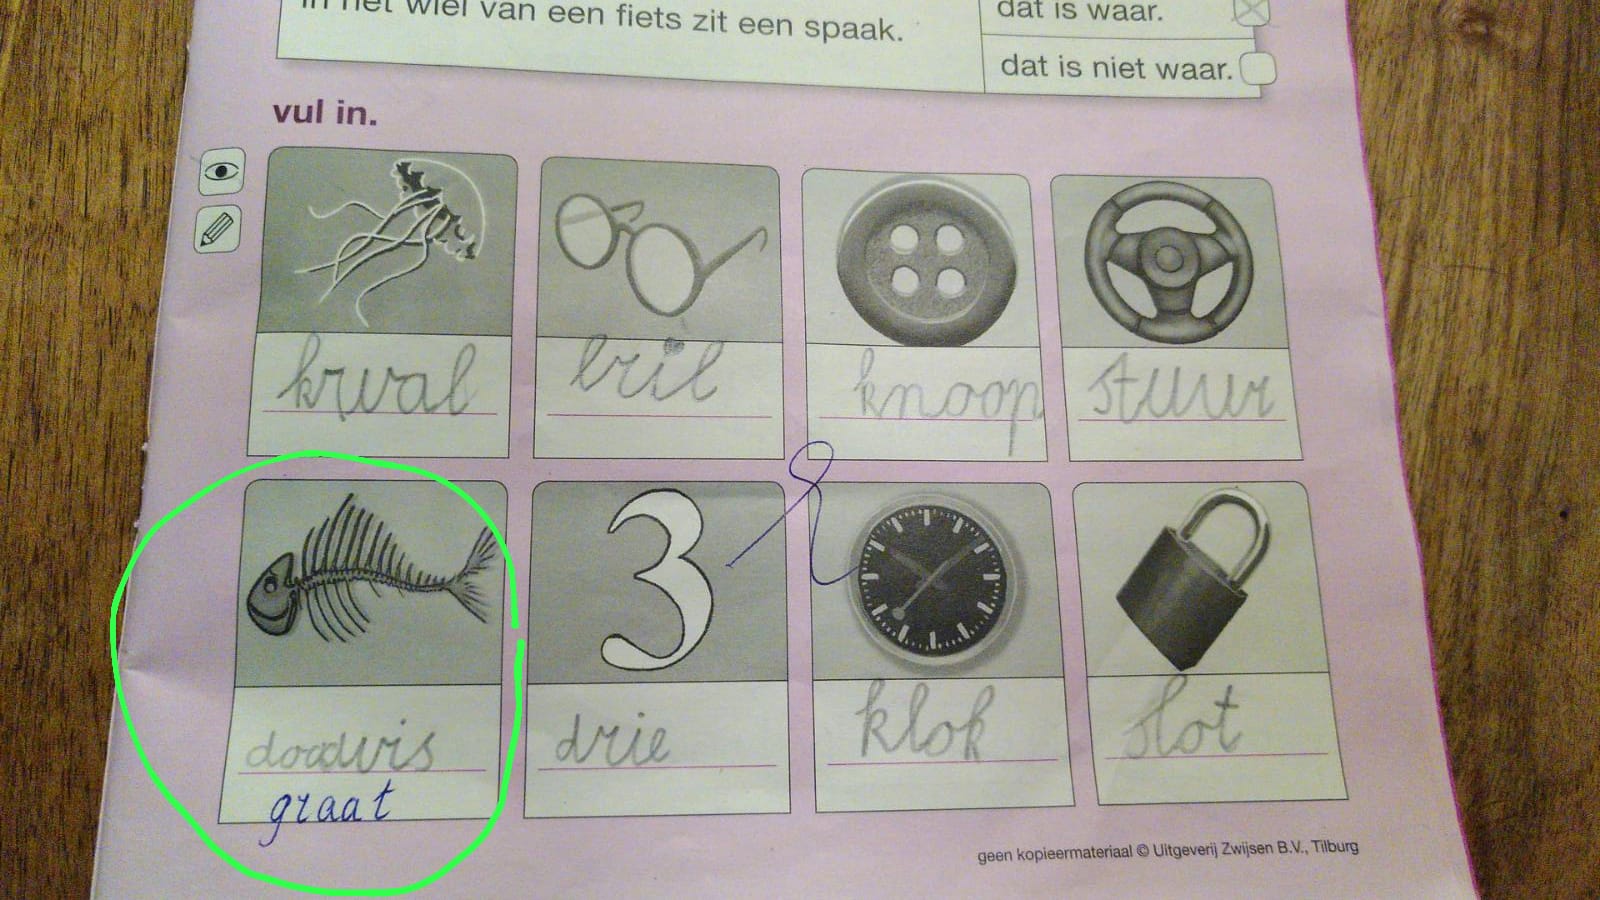 in het wiel van een fiets zit een spaak.
dat is waar.
dat is niet waar.
vul in.
kwal
bril
knoop
stuur
3
doodvis
graat
drie
klok
slot
geen kopieermateriaal © Uitgeverij Zwijsen B.V., Tilburg